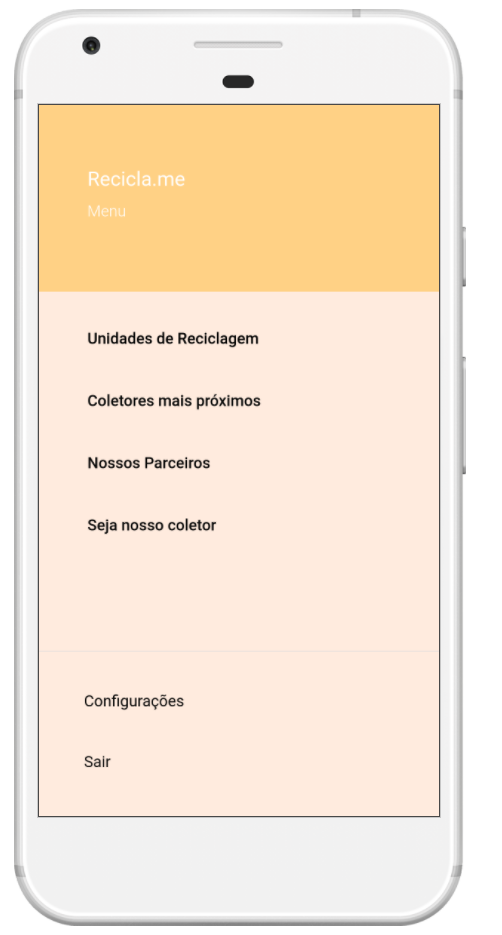 Recicla.me
Menu
Unidades de Reciclagem
Coletores mais próximos
Nossos Parceiros
Seja nosso coletor
Configurações
Sair